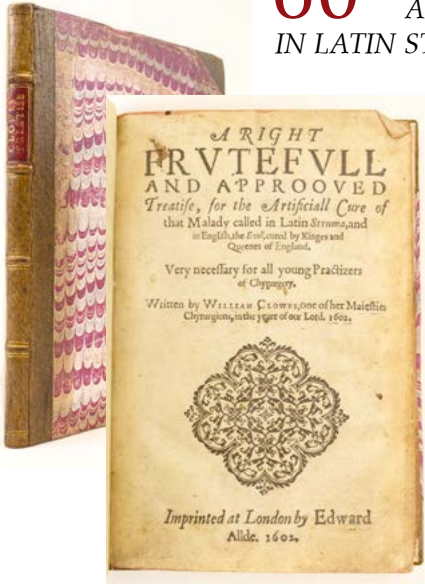 60
A
IN LATIN ST
CLOWES
TREATISE
A RIGHT
FRVTEFVLL
AND APPROOVED
Treatiſe, for the Artificiall Cure of
that Malady called in Latin Struma, and
in Engliſh, the Evill, cured by Kinges and
Queenes of England.
Very neceſſary for all young Practizers
of Chyrurgery.
Written by WILLIAM CLOWES, one of her Maieſties
Chyrurgions, in the yeare of our Lord. 1602.
Imprinted at London by Edward
Allde. 1602.